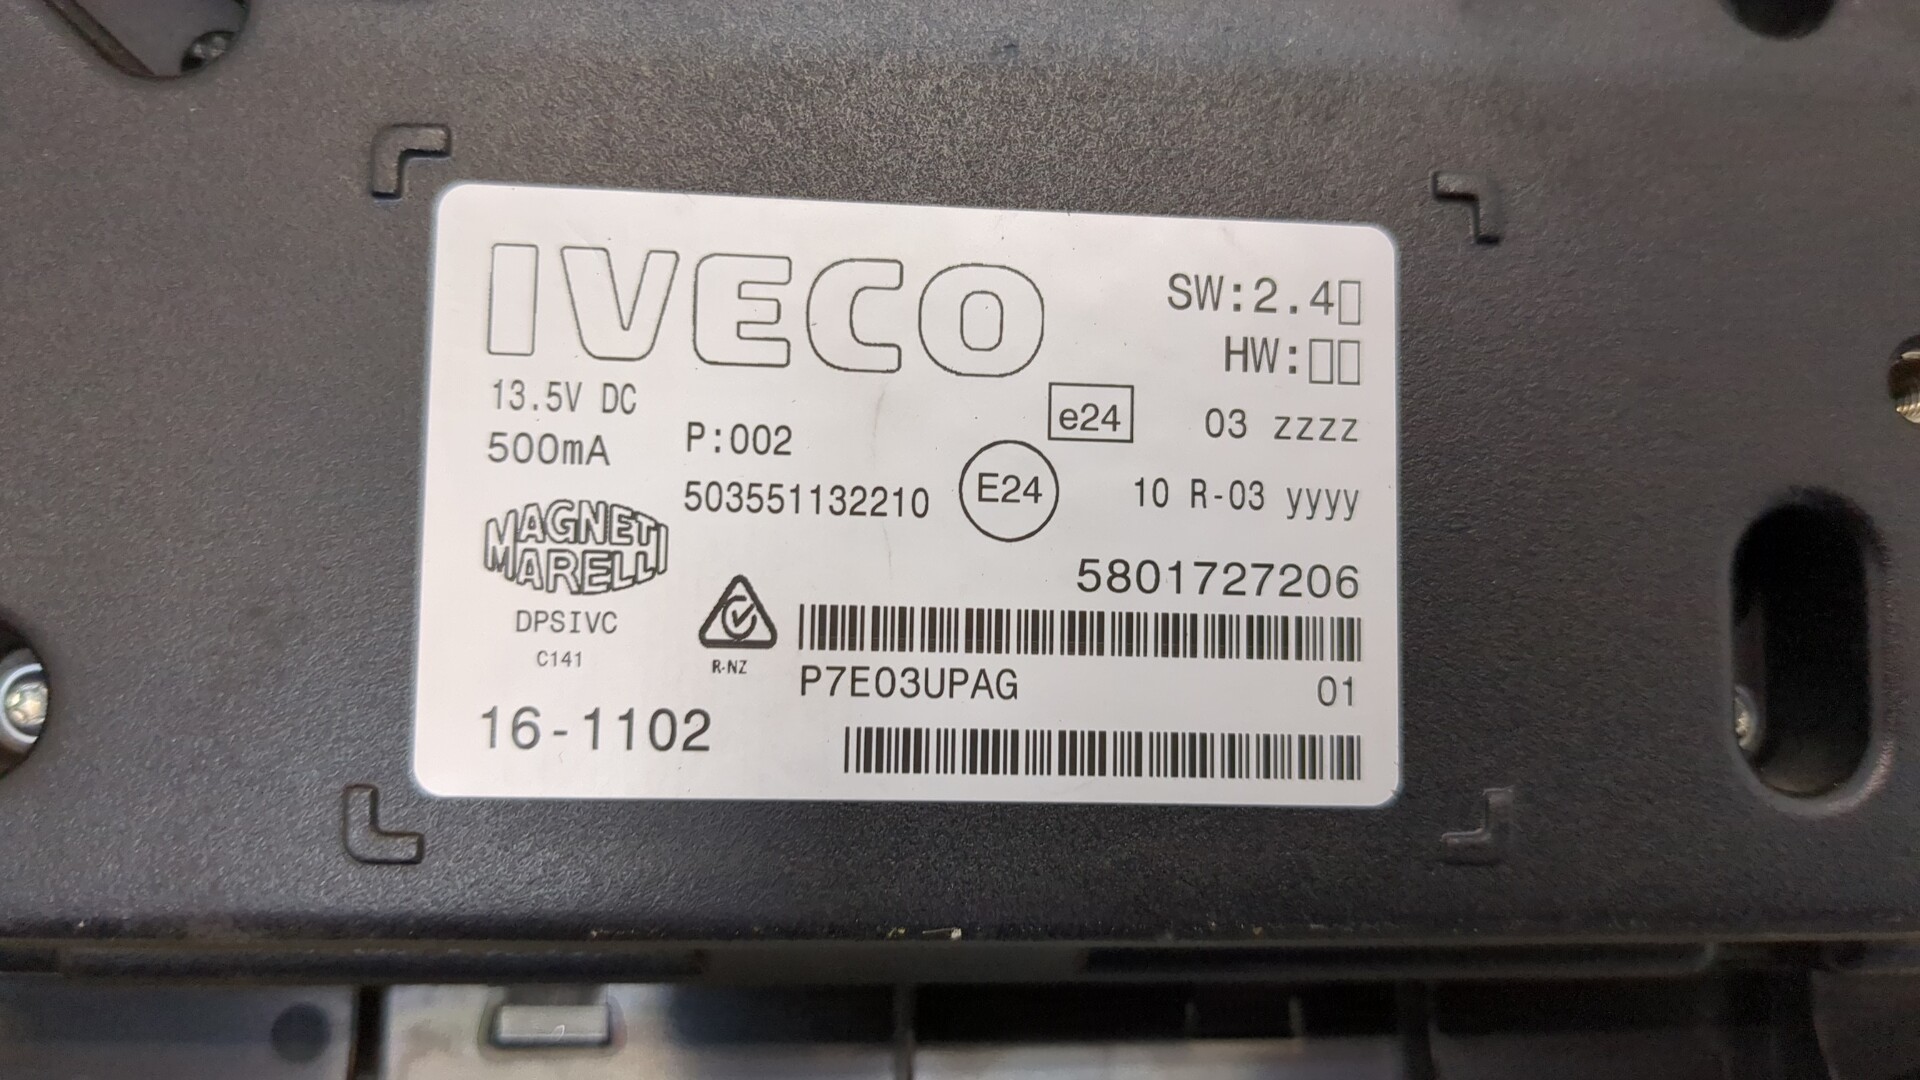 IVECO
SW:2.4▯
HW:▯▯
13.5V DC
500mA
P:002
e24
03 zzzz
503551132210
E24
10 R-03 yyyy
MAGNETI
MARELLI
5801727206
DPSIVC
C141
R-NZ
P7E03UPAG
01
16-1102